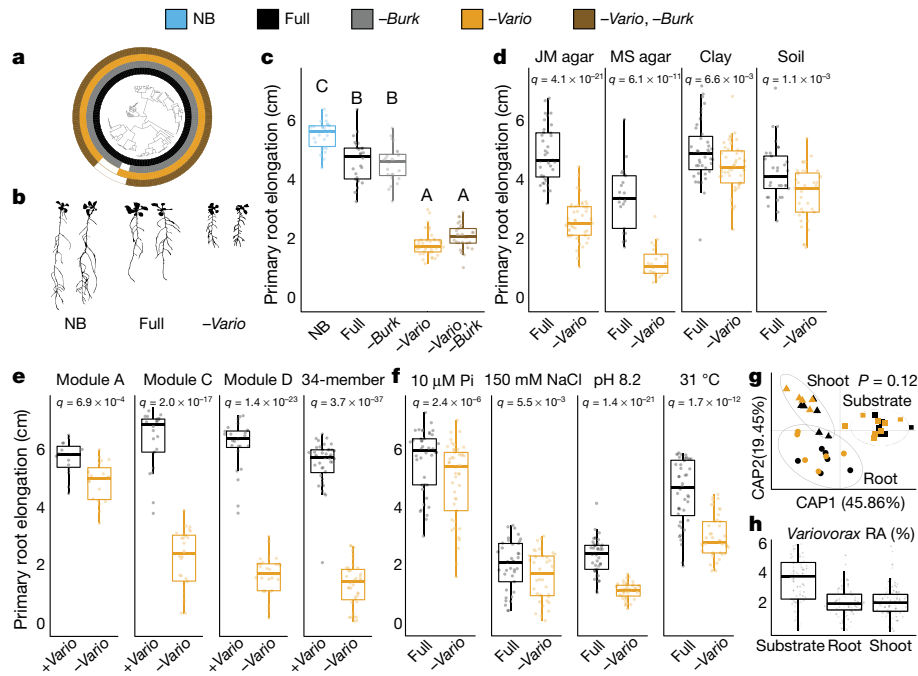 NB Full –Burk –Vario –Vario, –Burk
a
b
NB Full –Vario
c
Primary root elongation (cm)
6
4
2
0
C B B A A
NB Full –Burk –Vario –Vario –Burk
d
JM agar MS agar Clay Soil
q = 4.1 × 10⁻²¹ q = 6.1 × 10⁻¹¹ q = 6.6 × 10⁻³ q = 1.1 × 10⁻³
Primary root elongation (cm)
6
4
2
0
Full –Vario Full –Vario Full –Vario Full –Vario
e
Module A Module C Module D 34-member
q = 6.9 × 10⁻⁴ q = 2.0 × 10⁻¹⁷ q = 1.4 × 10⁻²³ q = 3.7 × 10⁻³⁷
Primary root elongation (cm)
6
4
2
0
+Vario –Vario +Vario –Vario +Vario –Vario +Vario –Vario
f
10 μM Pi 150 mM NaCl pH 8.2 31 °C
q = 2.4 × 10⁻⁶ q = 5.5 × 10⁻³ q = 1.4 × 10⁻²¹ q = 1.7 × 10⁻¹²
6
4
2
0
Full –Vario Full –Vario Full –Vario Full –Vario
g
Shoot P = 0.12
Substrate
Root
CAP2 (19.45%)
CAP1 (45.86%)
h
Variovorax RA (%)
6
4
2
Substrate Root Shoot